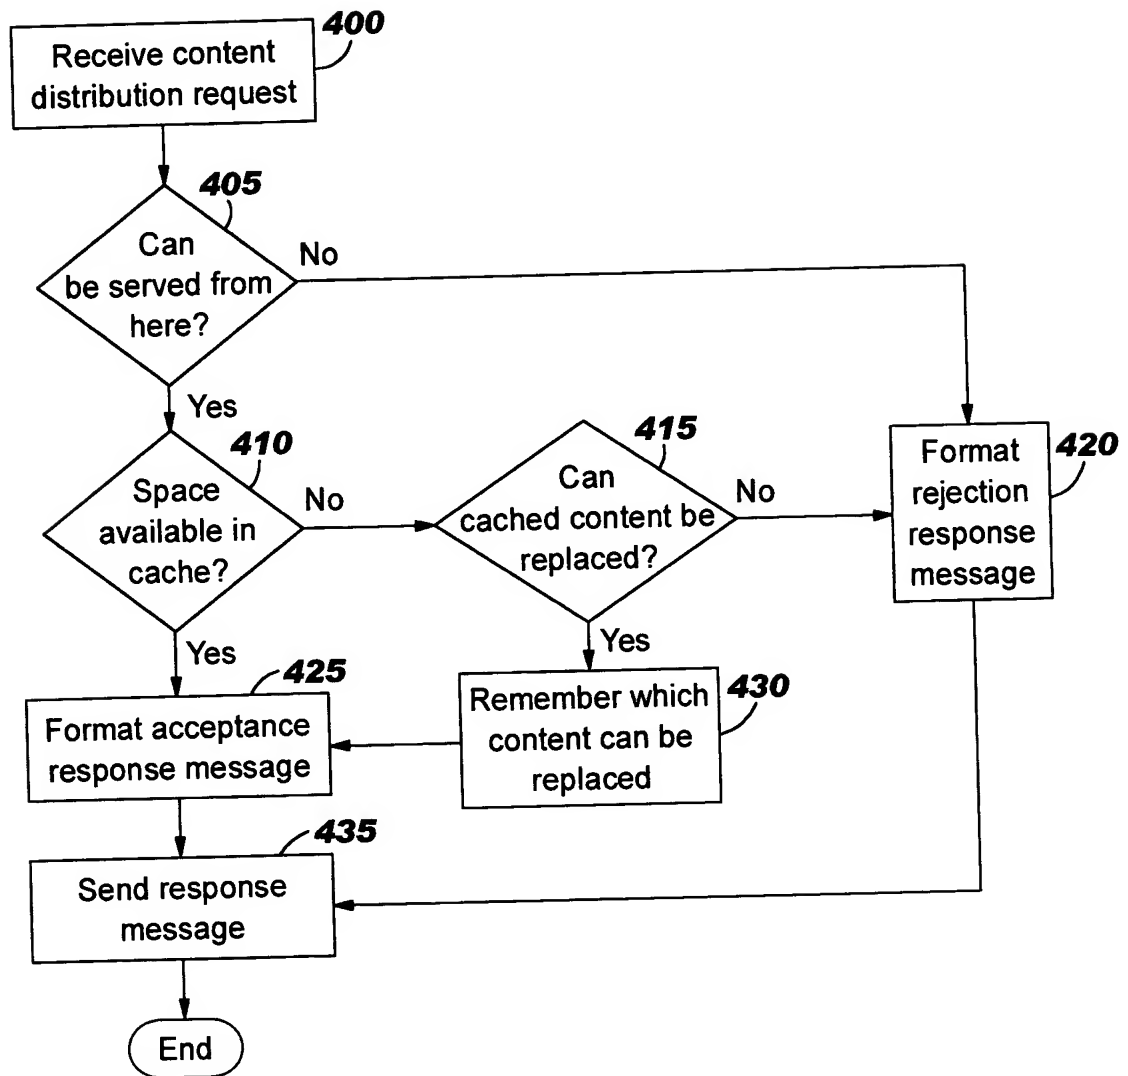 400
Receive content
distribution request
405
Can
be served from
here?
No
Yes
410
Space
available in
cache?
No
415
Can
cached content be
replaced?
No
420
Format
rejection
response
message
Yes
Yes
425
Format acceptance
response message
430
Remember which
content can be
replaced
435
Send response
message
End